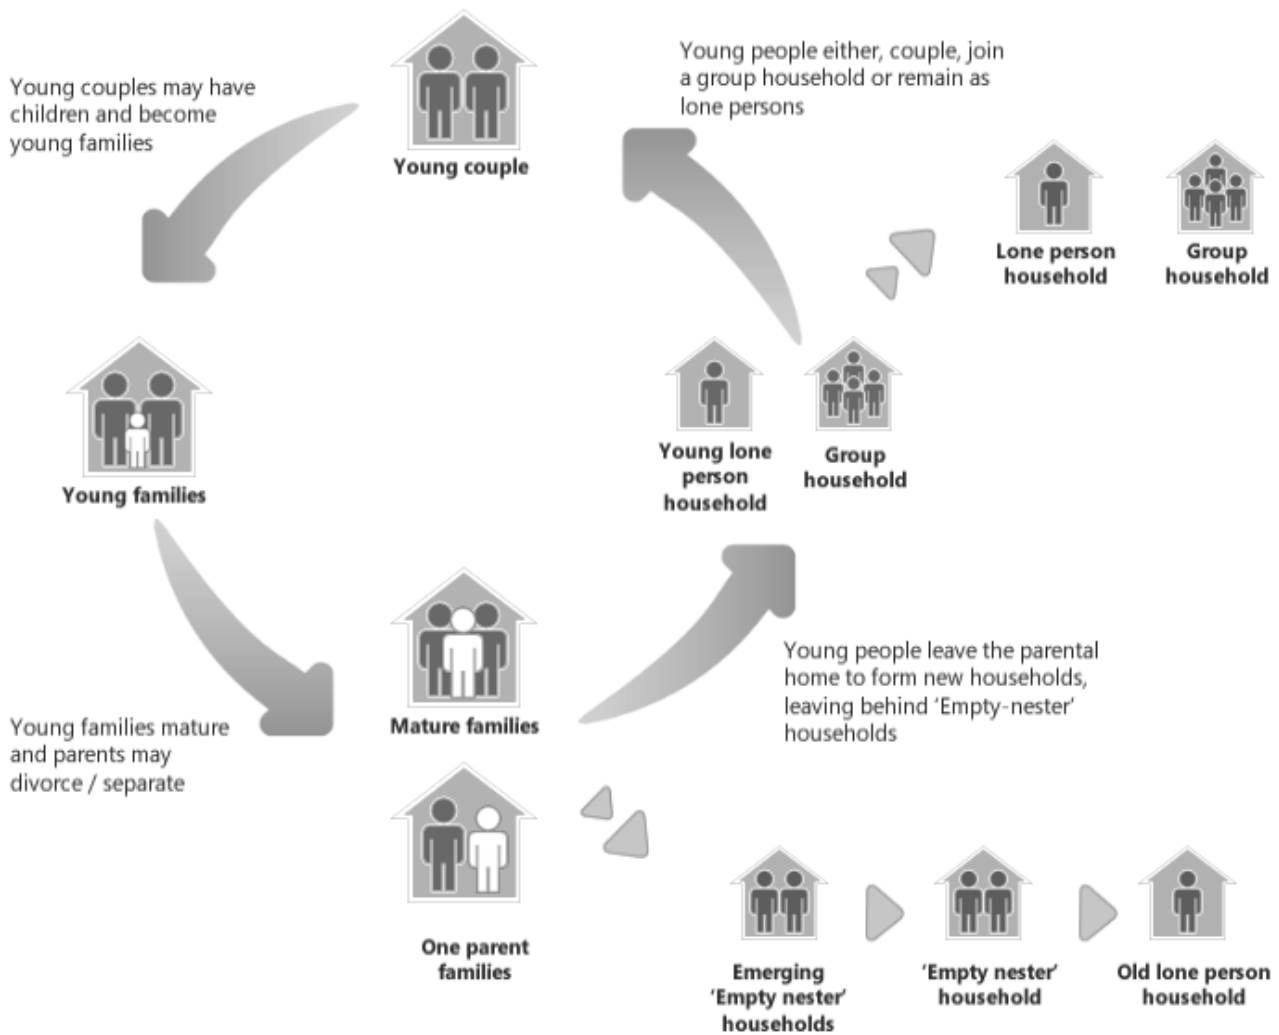 Young couples may have
children and become
young families
Young couple
Young people either, couple, join
a group household or remain as
lone persons
Lone person
household
Group
household
Young families
Young lone
person
household
Group
household
Young families mature
and parents may
divorce / separate
Mature families
Young people leave the parental
home to form new households,
leaving behind ‘Empty-nester’
households
One parent
families
Emerging
‘Empty nester’
households
‘Empty nester’
household
Old lone person
household